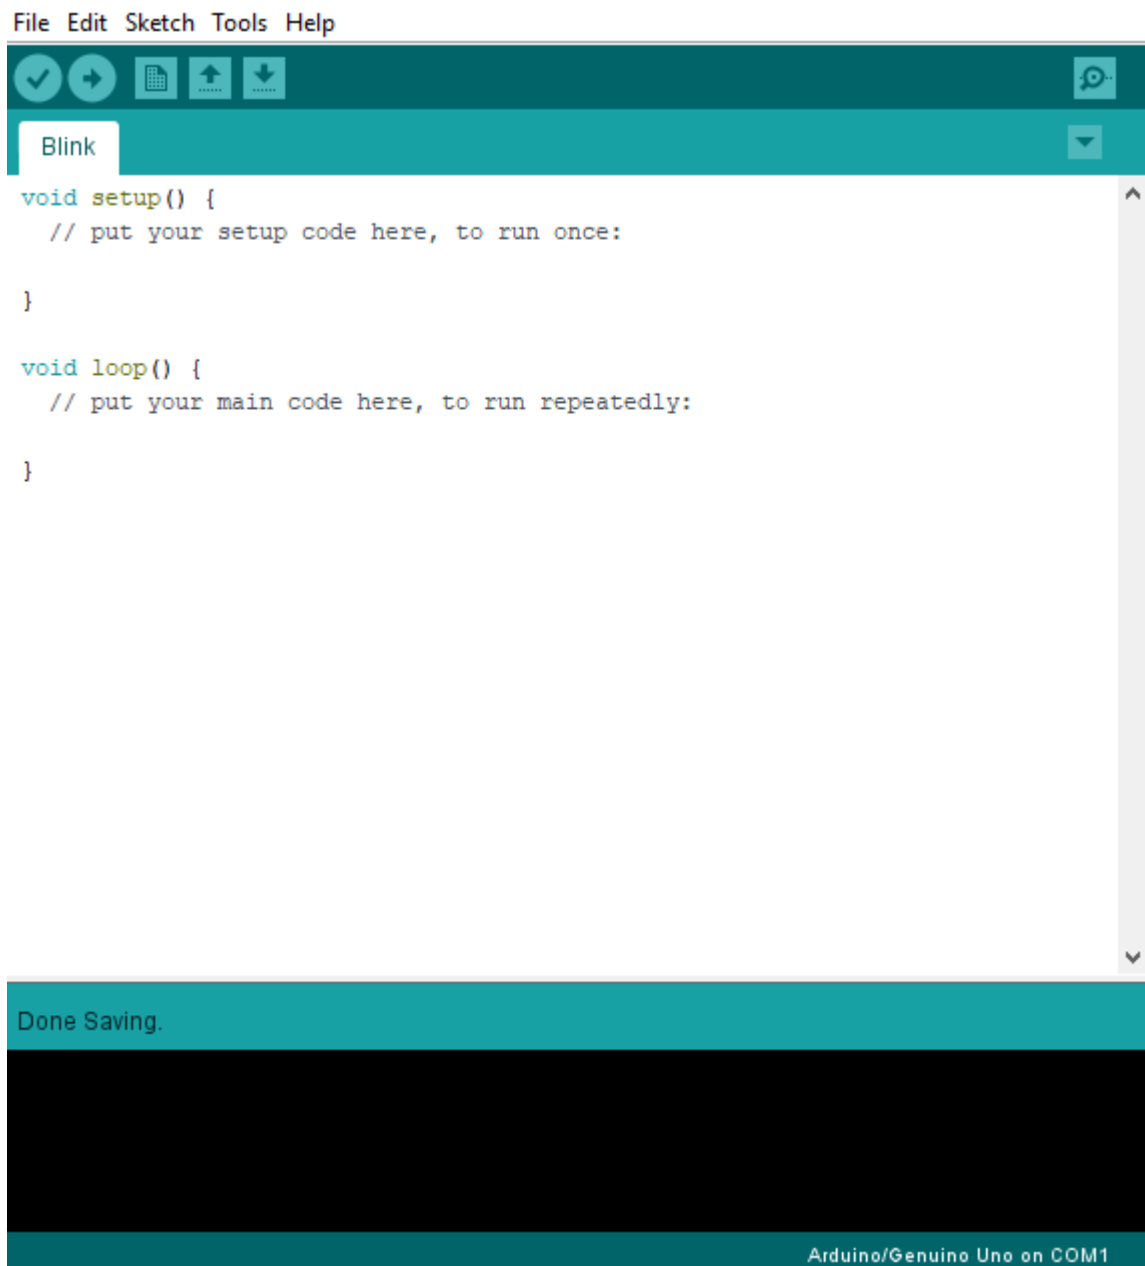 File Edit Sketch Tools Help
Blink
void setup() {
  // put your setup code here, to run once:
}
void loop() {
  // put your main code here, to run repeatedly:
}
Done Saving.
Arduino/Genuino Uno on COM1